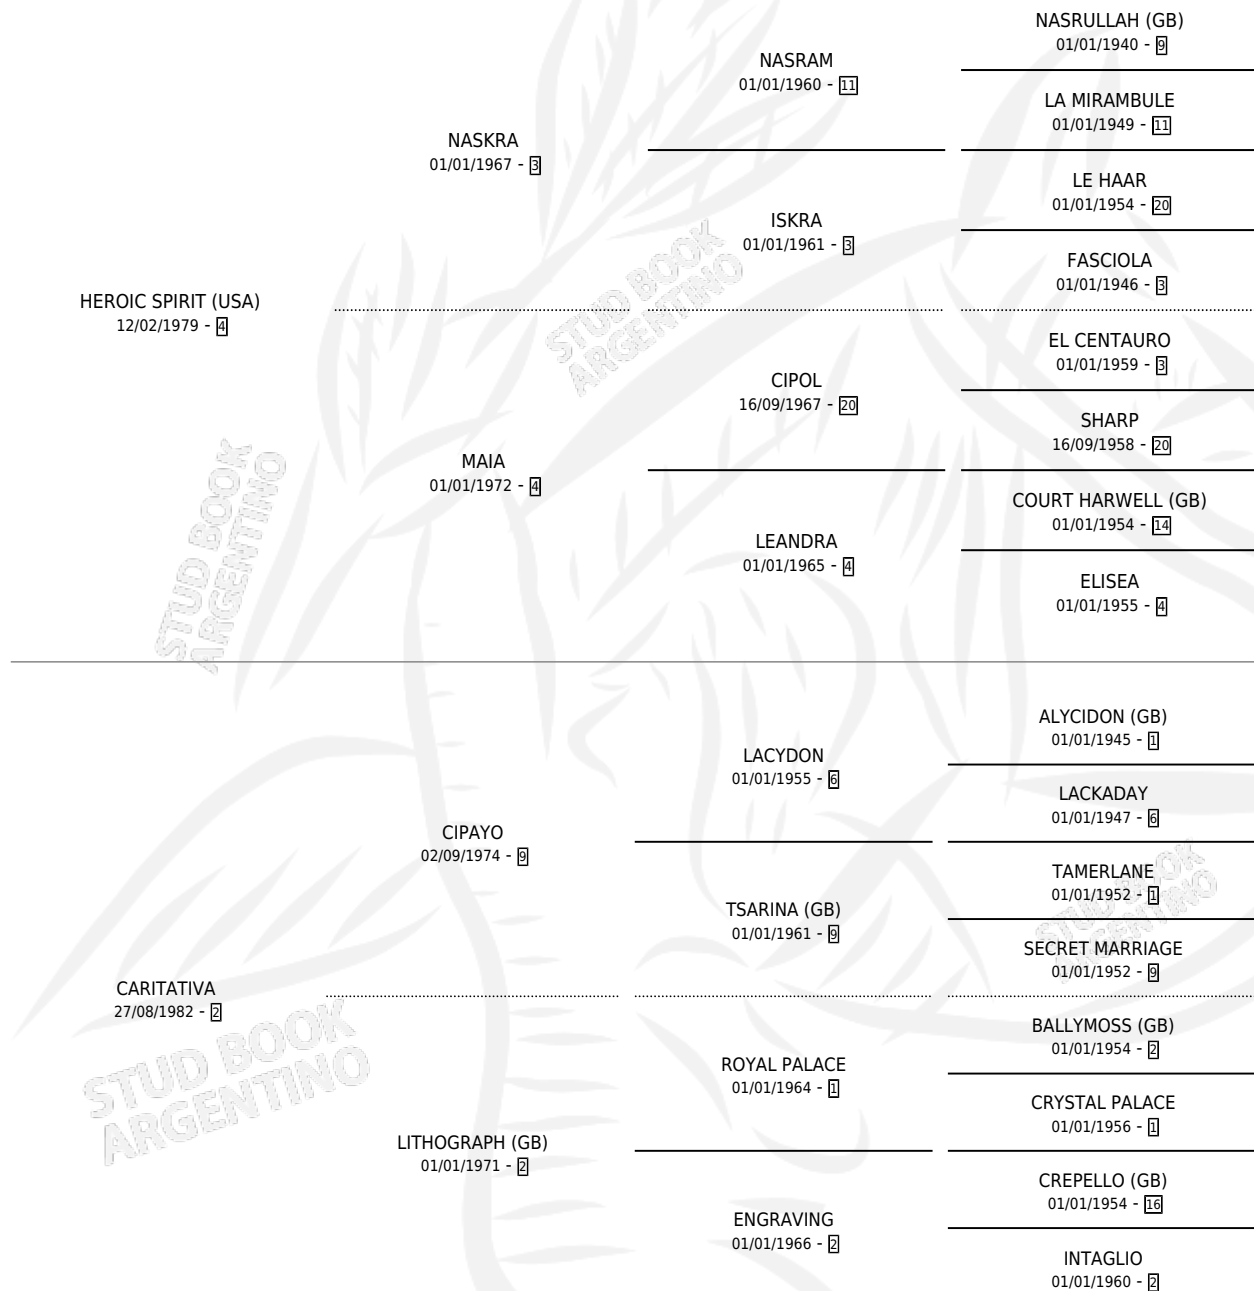 NASRULLAH (GB)
01/01/1940 - 9
NASRAM
01/01/1960 - 11
LA MIRAMBULE
01/01/1949 - 11
NASKRA
01/01/1967 - 3
LE HAAR
01/01/1954 - 20
ISKRA
01/01/1961 - 3
FASCIOLA
01/01/1946 - 3
HEROIC SPIRIT (USA)
12/02/1979 - 4
EL CENTAURO
01/01/1959 - 3
CIPOL
16/09/1967 - 20
SHARP
16/09/1958 - 20
MAIA
01/01/1972 - 4
COURT HARWELL (GB)
01/01/1954 - 14
LEANDRA
01/01/1965 - 4
ELISEA
01/01/1955 - 4
ALYCIDON (GB)
01/01/1945 - 1
LACYDON
01/01/1955 - 6
LACKADAY
01/01/1947 - 6
CIPAYO
02/09/1974 - 9
TAMERLANE
01/01/1952 - 1
TSARINA (GB)
01/01/1961 - 9
SECRET MARRIAGE
01/01/1952 - 9
CARITATIVA
27/08/1982 - 2
BALLYMOSS (GB)
01/01/1954 - 2
ROYAL PALACE
01/01/1964 - 1
CRYSTAL PALACE
01/01/1956 - 1
LITHOGRAPH (GB)
01/01/1971 - 2
CREPELLO (GB)
01/01/1954 - 16
ENGRAVING
01/01/1966 - 2
INTAGLIO
01/01/1960 - 2
STUD BOOK
ARGENTINO
STUD BOOK
ARGENTINO
STUD BOOK
ARGENTINO
STUD BOOK
ARGENTINO